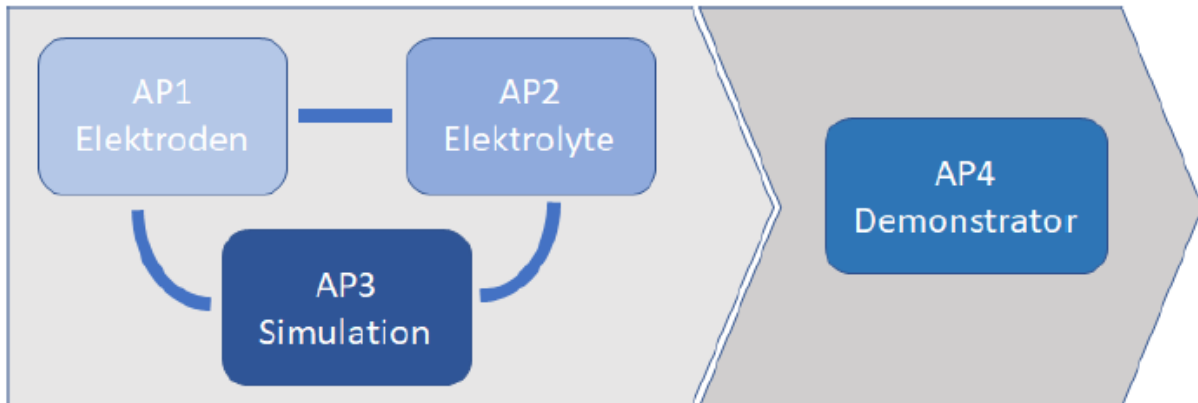 AP1
Elektroden
AP2
Elektrolyte
AP3
Simulation
AP4
Demonstrator